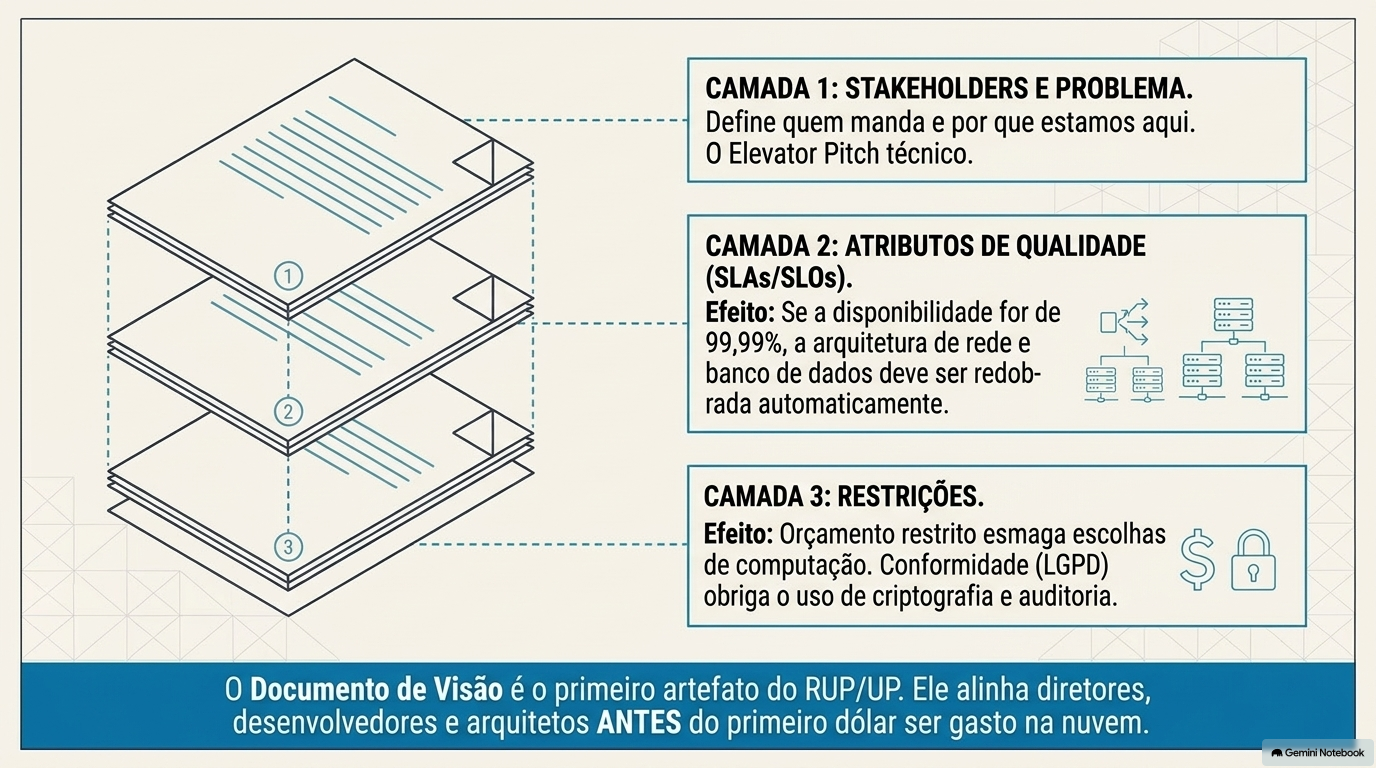 CAMADA 1: STAKEHOLDERS E PROBLEMA.
Define quem manda e por que estamos aqui.
O Elevator Pitch técnico.
1
CAMADA 2: ATRIBUTOS DE QUALIDADE
(SLAs/SLOs).
Efeito: Se a disponibilidade for de
99,99%, a arquitetura de rede e
banco de dados deve ser redob-
rada automaticamente.
2
CAMADA 3: RESTRIÇÕES.
Efeito: Orçamento restrito esmaga escolhas
de computação. Conformidade (LGPD)
obriga o uso de criptografia e auditoria.
$
3
O Documento de Visão é o primeiro artefato do RUP/UP. Ele alinha diretores,
desenvolvedores e arquitetos ANTES do primeiro dólar ser gasto na nuvem.
Gemini Notebook